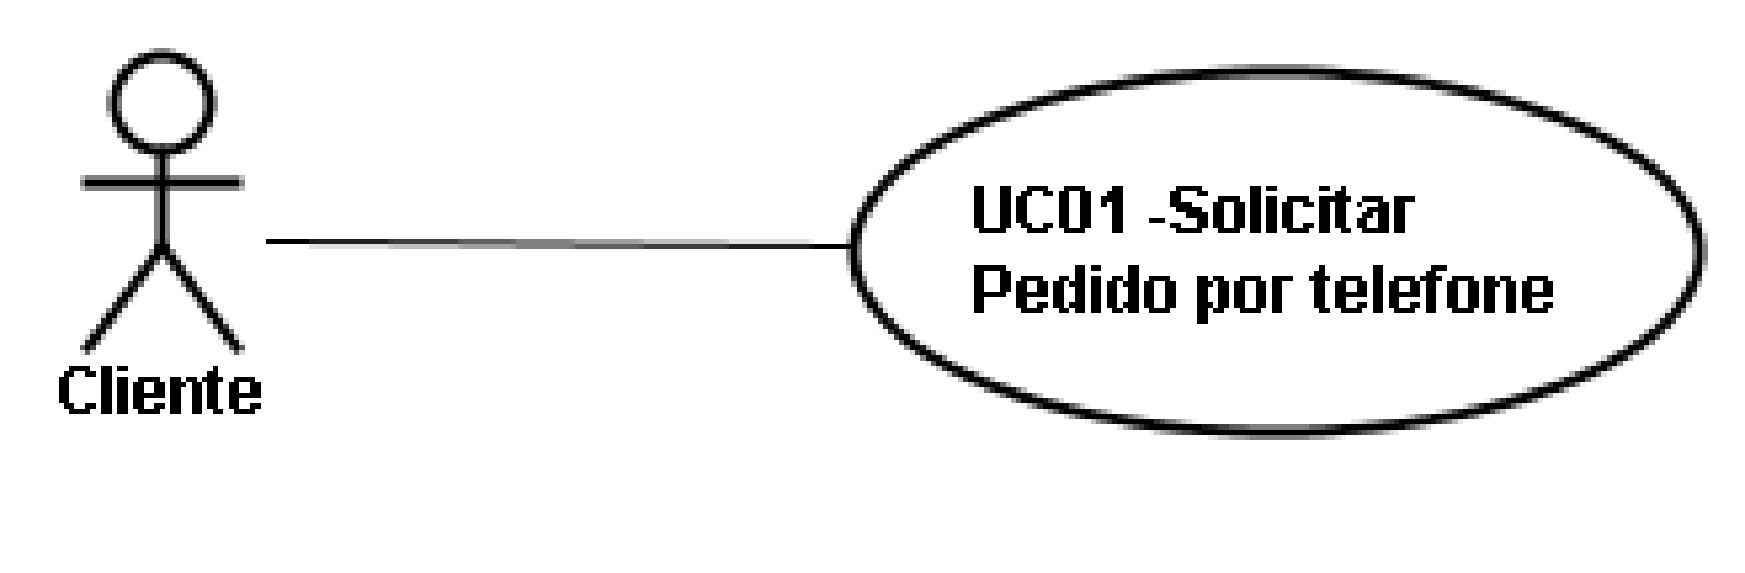 UC01 -Solicitar
Pedido por telefone
Cliente